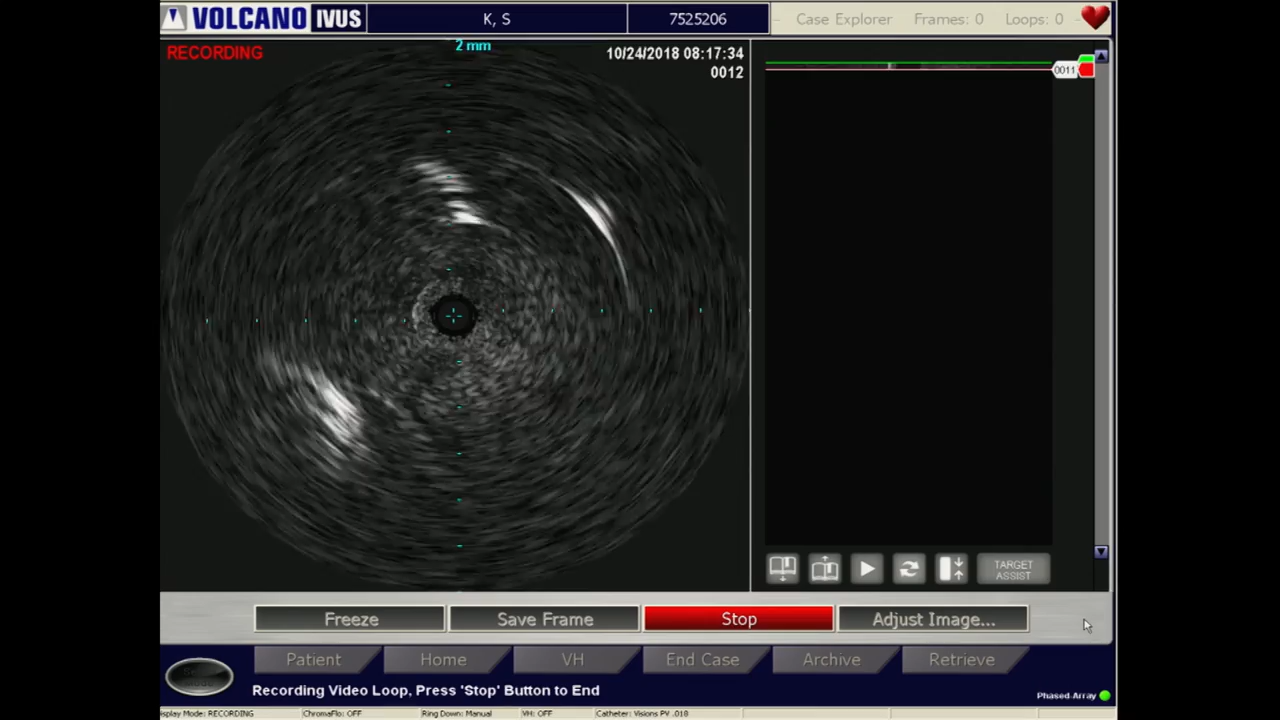 VOLCANO IVUS
K, S
7525206
Case Explorer Frames: 0 Loops: 0
RECORDING
2 mm
10/24/2018 08:17:34
0012
0011
TARGET
ASSIST
Freeze
Save Frame
Stop
Adjust Image...
Patient
Home
VH
End Case
Archive
Retrieve
Recording Video Loop, Press 'Stop' Button to End
Phased-Array
splay Mode: RECORDING
ChromaFlo: OFF
Ring Down: Manual
VH: OFF
Catheter: Visions PV .018